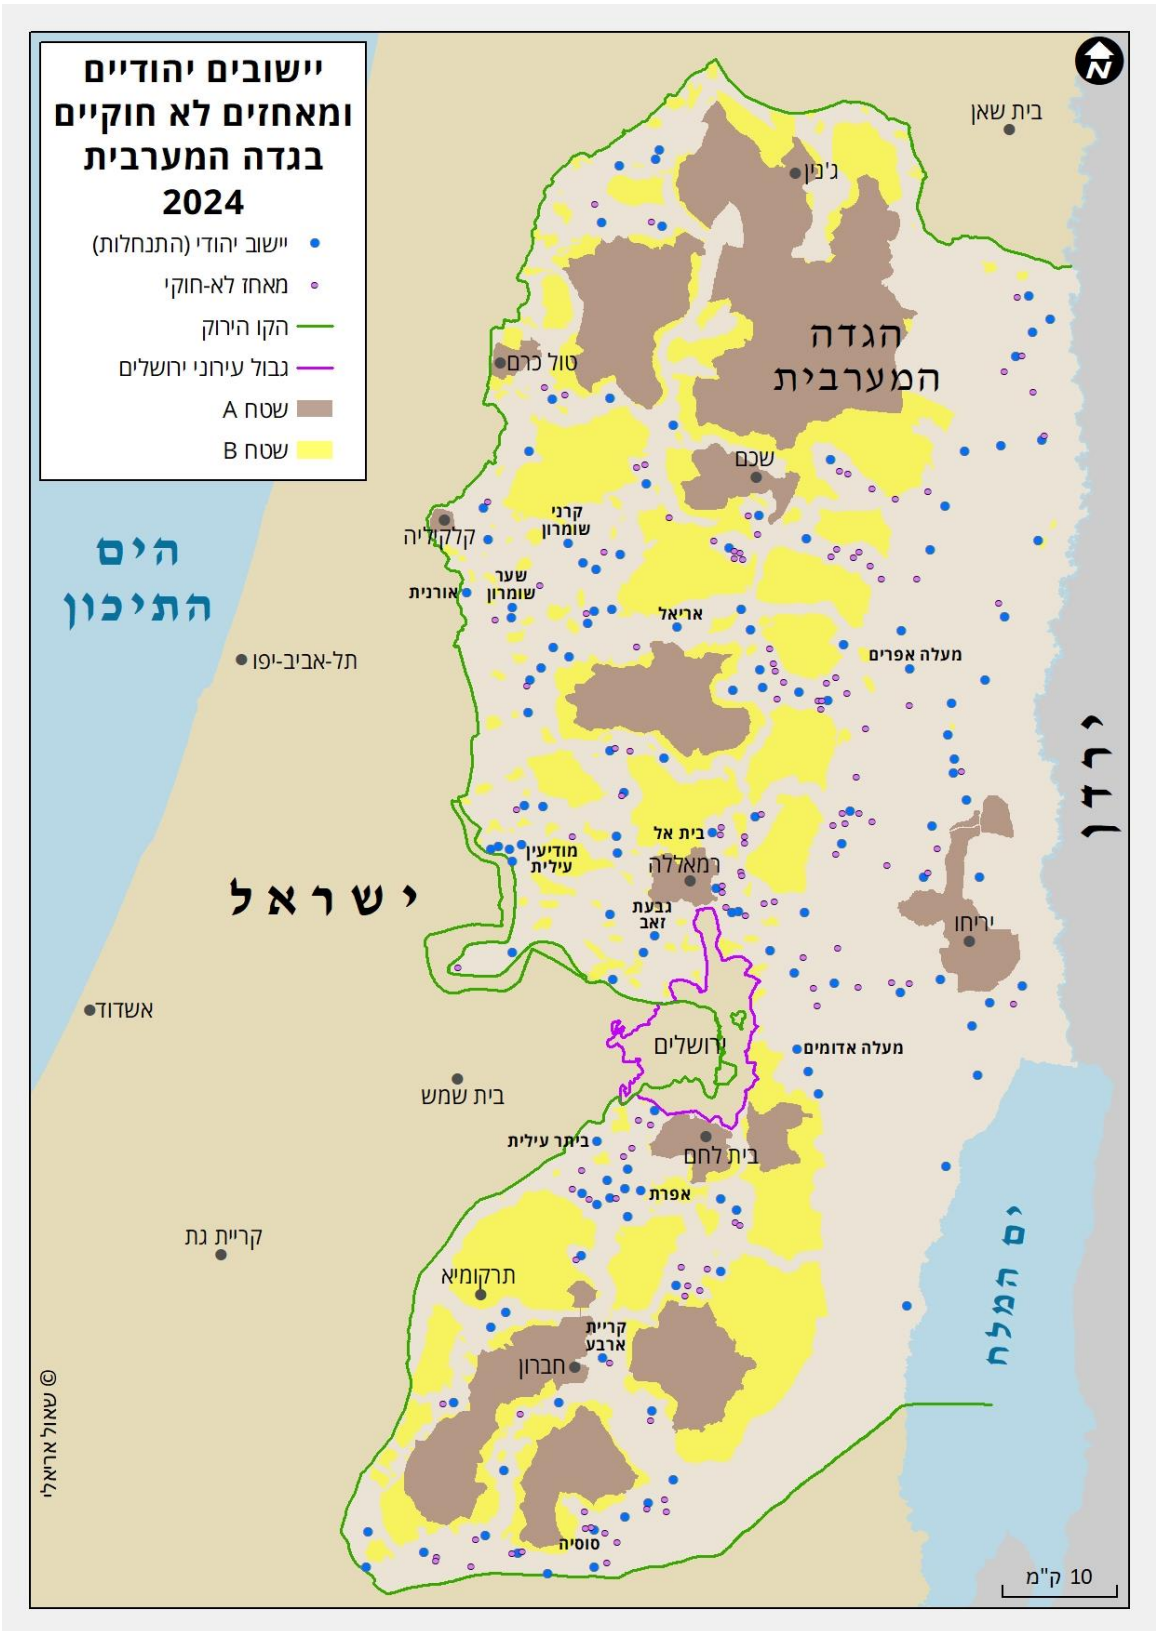 יישובים יהודיים
ומאחזים לא חוקיים
בגדה המערבית
2024
יישוב יהודי (התנחלות)
מאחז לא-חוקי
הקו הירוק
גבול עירוני ירושלים
שטח A
שטח B
N
בית שאן
ג'נין
הגדה
המערבית
טול כרם
שכם
קרני
שומרון
קלקיליה
הים
התיכון
שער
שומרון
אורנית
אריאל
מעלה אפרים
תל-אביב-יפו
ירדן
בית אל
מודיעין
עילית
רמאללה
ישראל
גבעת
זאב
יריחו
אשדוד
ירושלים
מעלה אדומים
בית שמש
ביתר עילית
בית לחם
אפרת
קריית גת
תרקומיא
ים המלח
קריית
ארבע
חברון
סוסיה
10 ק"מ
© שאול אריאלי